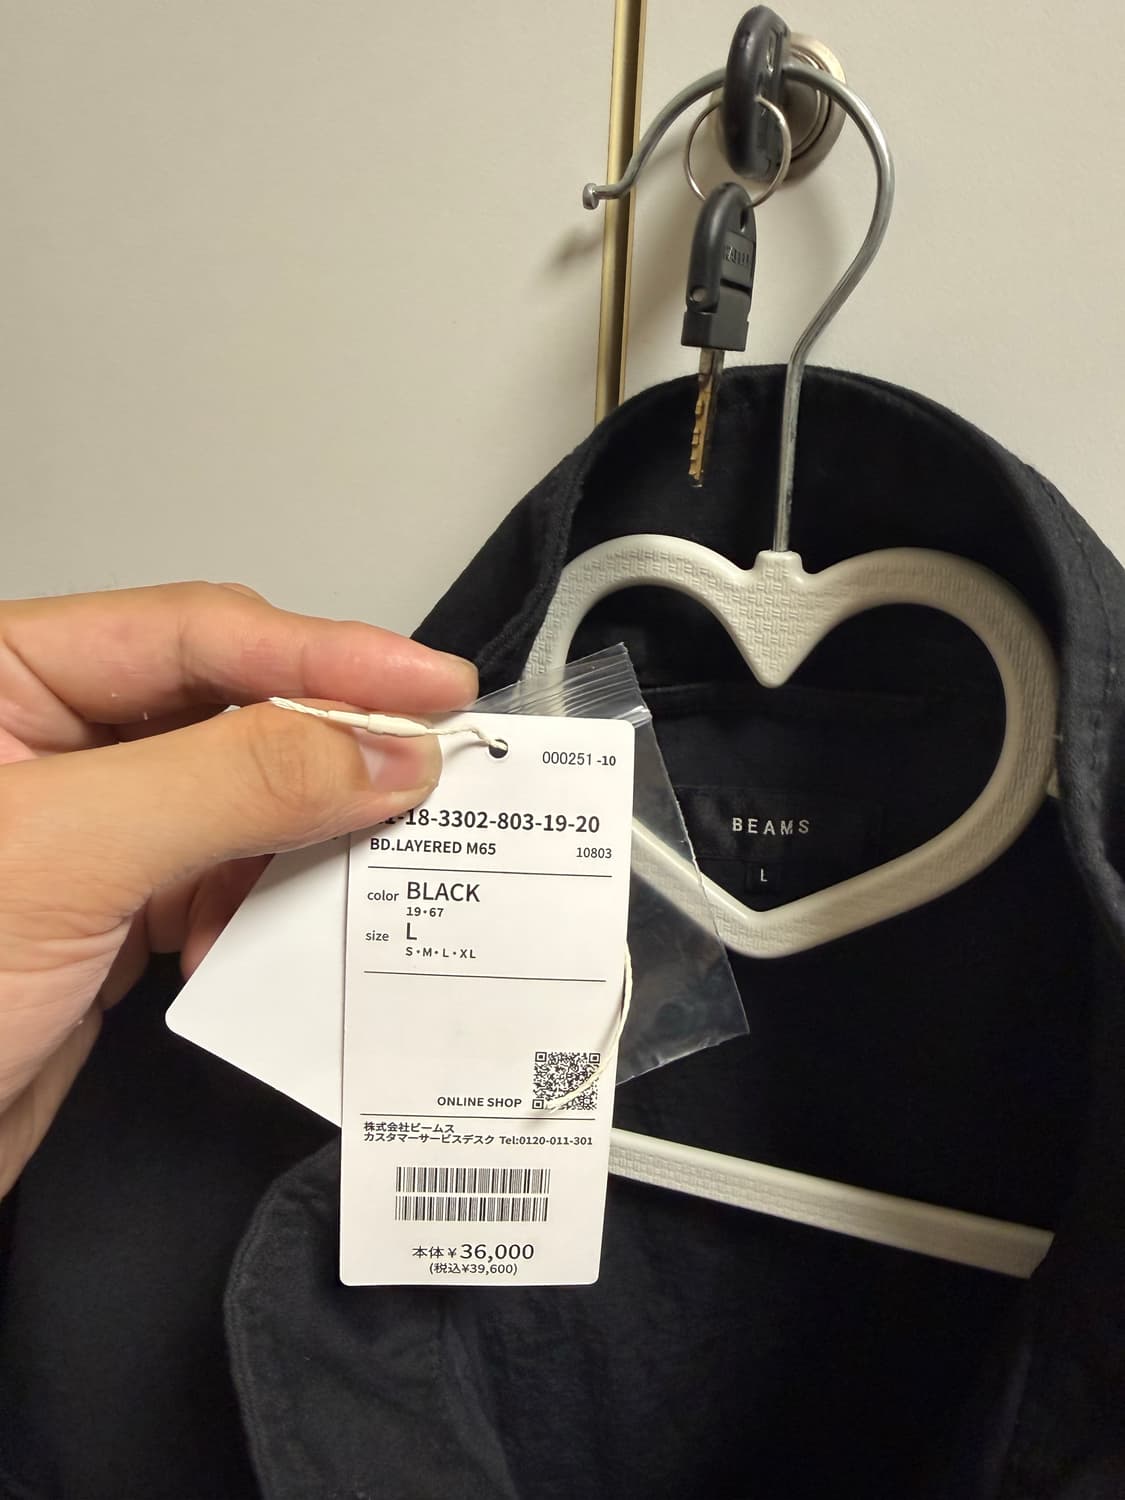 000251 -10
-18-3302-803-19-20
BD.LAYERED M65
10803
color BLACK
19・67
size L
S・M・L・XL
ONLINE SHOP
株式会社ビームス
カスタマーサービスデスク Tel:0120-011-301
本体¥36,000
(税込¥39,600)
BEAMS
L